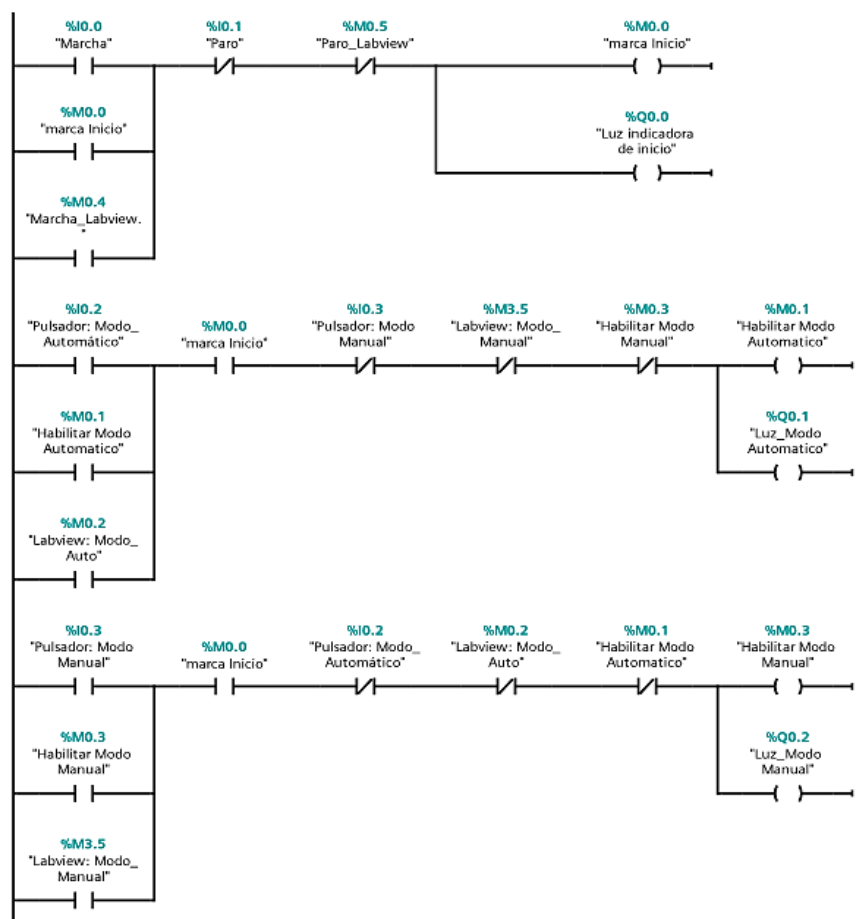 %I0.0
"Marcha"
%I0.1
"Paro"
%M0.5
"Paro_Labview"
%M0.0
"marca Inicio"
%M0.0
"marca Inicio"
%Q0.0
"Luz indicadora
de inicio"
%M0.4
"Marcha_Labview.
"
%I0.2
"Pulsador: Modo_
Automático"
%M0.0
"marca Inicio"
%I0.3
"Pulsador: Modo
Manual"
%M3.5
"Labview: Modo_
Manual"
%M0.3
"Habilitar Modo
Manual"
%M0.1
"Habilitar Modo
Automatico"
%M0.1
"Habilitar Modo
Automatico"
%Q0.1
"Luz_Modo
Automatico"
%M0.2
"Labview: Modo_
Auto"
%I0.3
"Pulsador: Modo
Manual"
%M0.0
"marca Inicio"
%I0.2
"Pulsador: Modo_
Automático"
%M0.2
"Labview: Modo_
Auto"
%M0.1
"Habilitar Modo
Automatico"
%M0.3
"Habilitar Modo
Manual"
%M0.3
"Habilitar Modo
Manual"
%Q0.2
"Luz_Modo
Manual"
%M3.5
"Labview: Modo_
Manual"